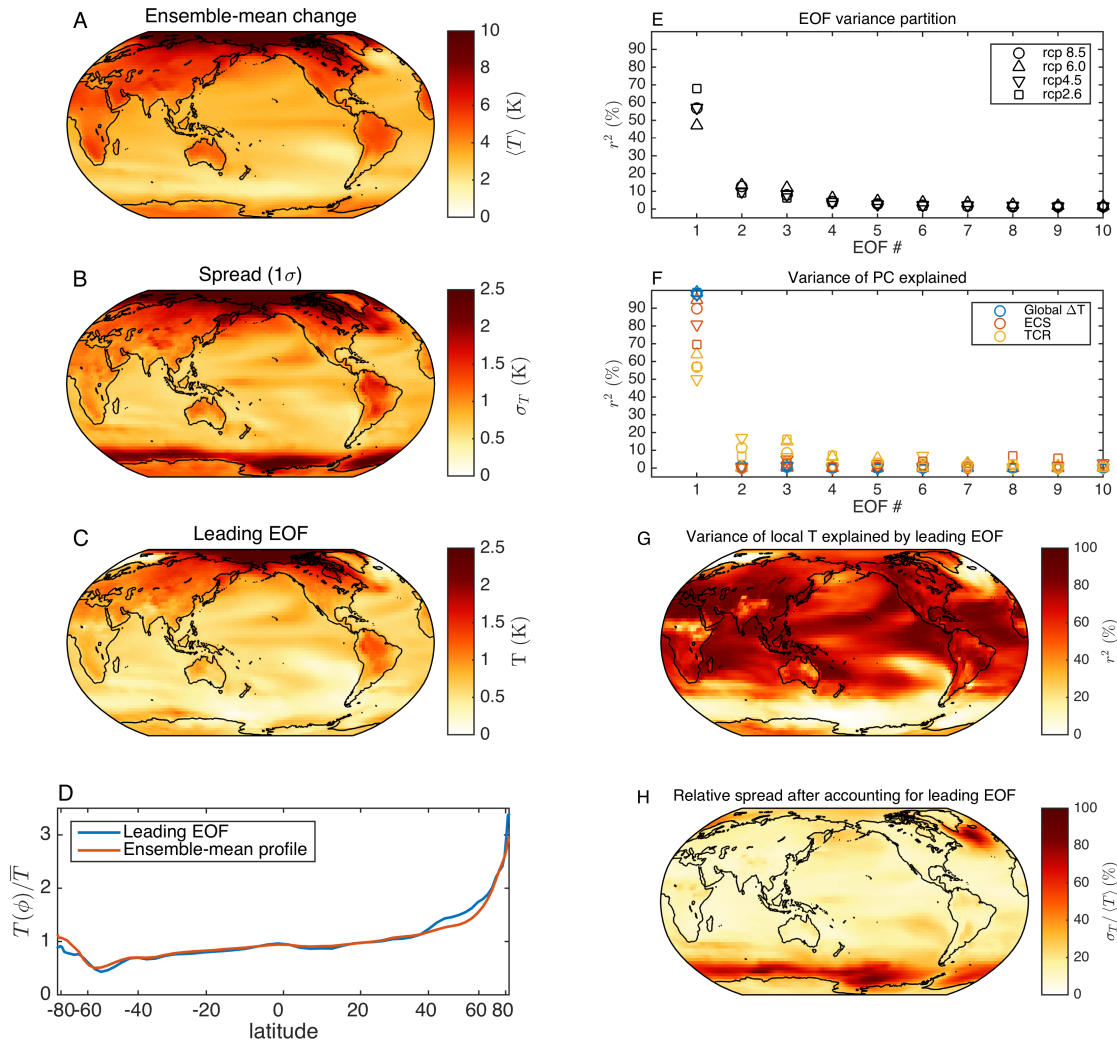 A
Ensemble-mean change
10
8
6
4
2
0
⟨T⟩ (K)
B
Spread (1σ)
2.5
2
1.5
1
0.5
0
σ_T (K)
C
Leading EOF
2.5
2
1.5
1
0.5
0
T (K)
D
3
2
1
0
T(φ)/T̅
Leading EOF
Ensemble-mean profile
-80 -60 -40 -20 0 20 40 60 80
latitude
E
EOF variance partition
90
80
70
60
50
40
30
20
10
0
r² (%)
rcp 8.5
rcp 6.0
rcp4.5
rcp2.6
1 2 3 4 5 6 7 8 9 10
EOF #
F
Variance of PC explained
90
80
70
60
50
40
30
20
10
0
r² (%)
Global ΔT
ECS
TCR
1 2 3 4 5 6 7 8 9 10
EOF #
G
Variance of local T explained by leading EOF
100
80
60
40
20
0
r² (%)
H
Relative spread after accounting for leading EOF
100
80
60
40
20
0
σ_T/⟨T⟩ (%)